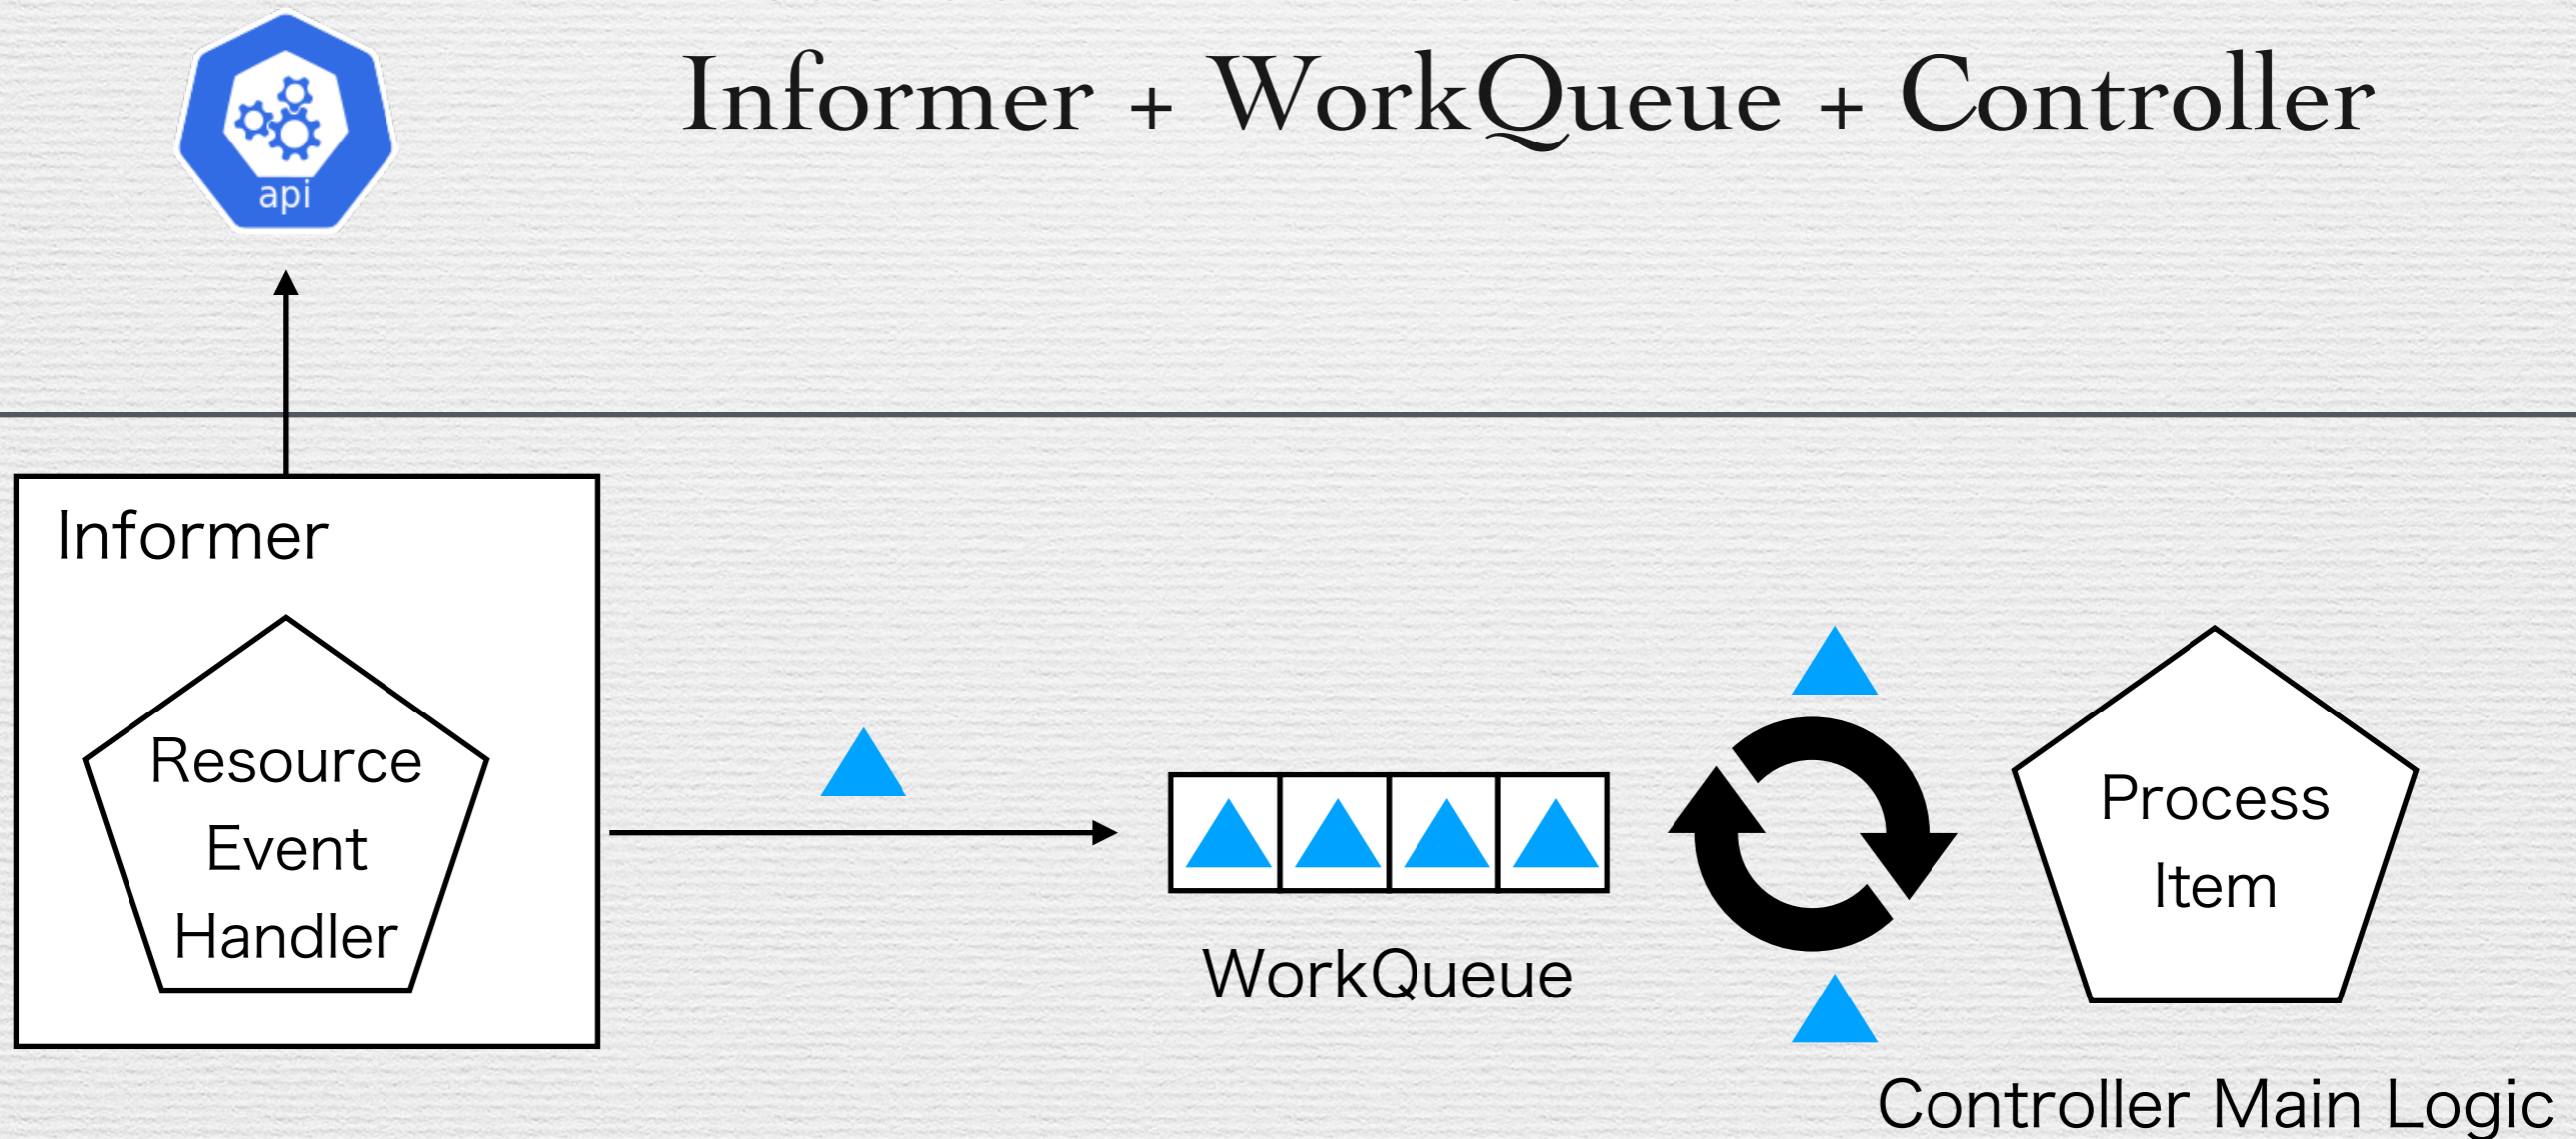 Informer + WorkQueue + Controller
api
Informer
Resource
Event
Handler
WorkQueue
Process
Item
Controller Main Logic